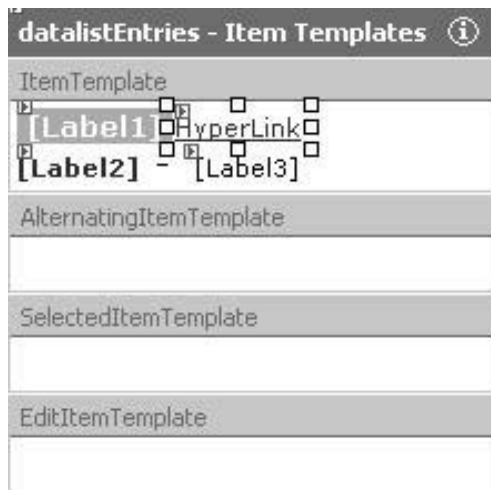 datalistEntries - Item Templates
ItemTemplate
[Label1] HyperLink
[Label2] - [Label3]
AlternatingItemTemplate
SelectedItemTemplate
EditItemTemplate